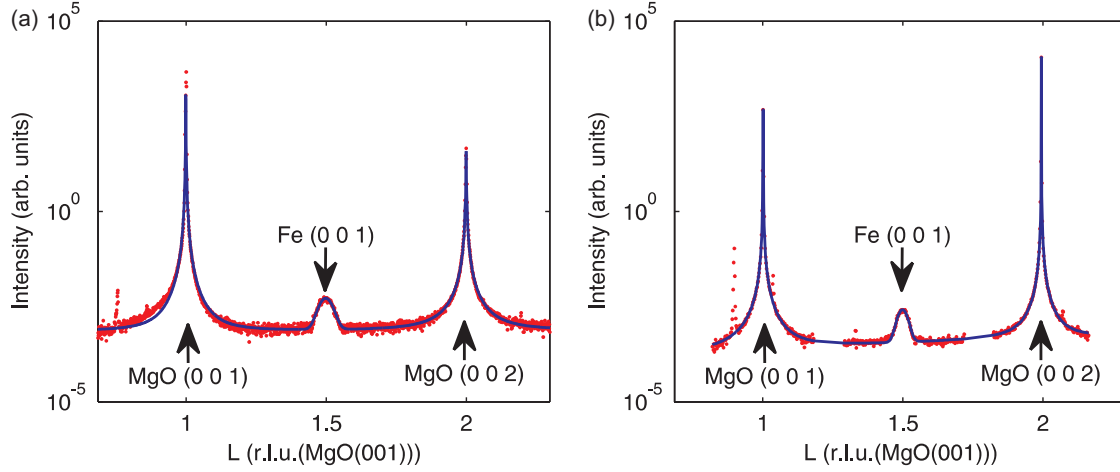 (a)
10^5
10^0
10^-5
Intensity (arb. units)
Fe (0 0 1)
MgO (0 0 1)
MgO (0 0 2)
1
1.5
2
L (r.l.u.(MgO(001)))
(b)
10^5
10^0
10^-5
Intensity (arb. units)
Fe (0 0 1)
MgO (0 0 1)
MgO (0 0 2)
1
1.5
2
L (r.l.u.(MgO(001)))